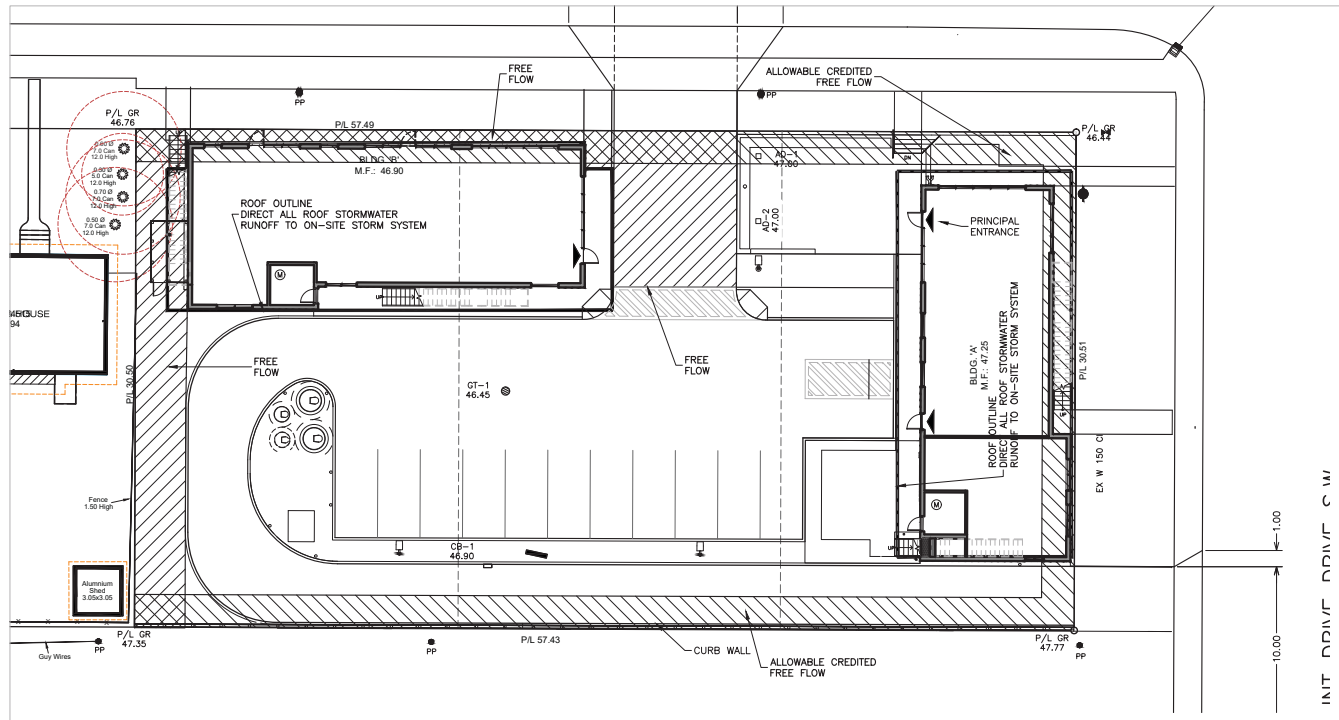 FREE
FLOW
ALLOWABLE CREDITED
FREE FLOW
PP
PP
P/L GR
46.76
P/L 57.49
P/L GR
46.44
7.0 Can
12.0 High
0.50 Ø
5.0 Can
12.0 High
0.70 Ø
7.0 Can
12.0 High
0.50 Ø
7.0 Can
12.0 High
BLDG. 'B'
M.F.: 46.90
AD-1
47.00
DN
AD-2
47.00
ROOF OUTLINE
DIRECT ALL ROOF STORMWATER
RUNOFF TO ON-SITE STORM SYSTEM
PRINCIPAL
ENTRANCE
M
UP
FREE
FLOW
FREE
FLOW
GT-1
46.45
P/L 30.50
BLDG. 'A'
M.F.: 47.25
ROOF OUTLINE
DIRECT ALL ROOF STORMWATER
RUNOFF TO ON-SITE STORM SYSTEM
P/L 30.51
EX W 150 CI
Fence
1.50 High
M
UP
CB-1
46.90
1.00
10.00
Alumnium
Shed
3.05x3.05
P/L GR
47.35
PP
Guy Wires
PP
P/L 57.43
CURB WALL
ALLOWABLE CREDITED
FREE FLOW
P/L GR
47.77
PP